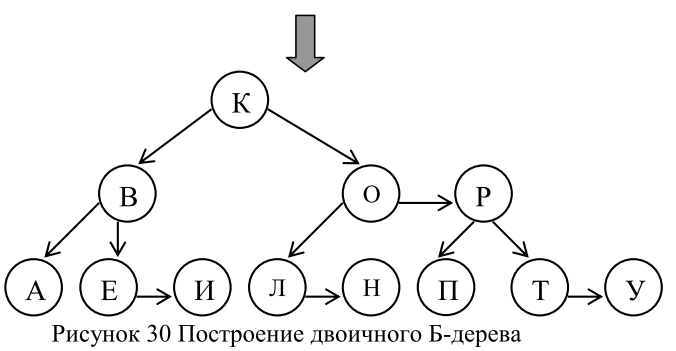 К
В О Р
А Е И Л Н П Т У
Рисунок 30 Построение двоичного Б-дерева